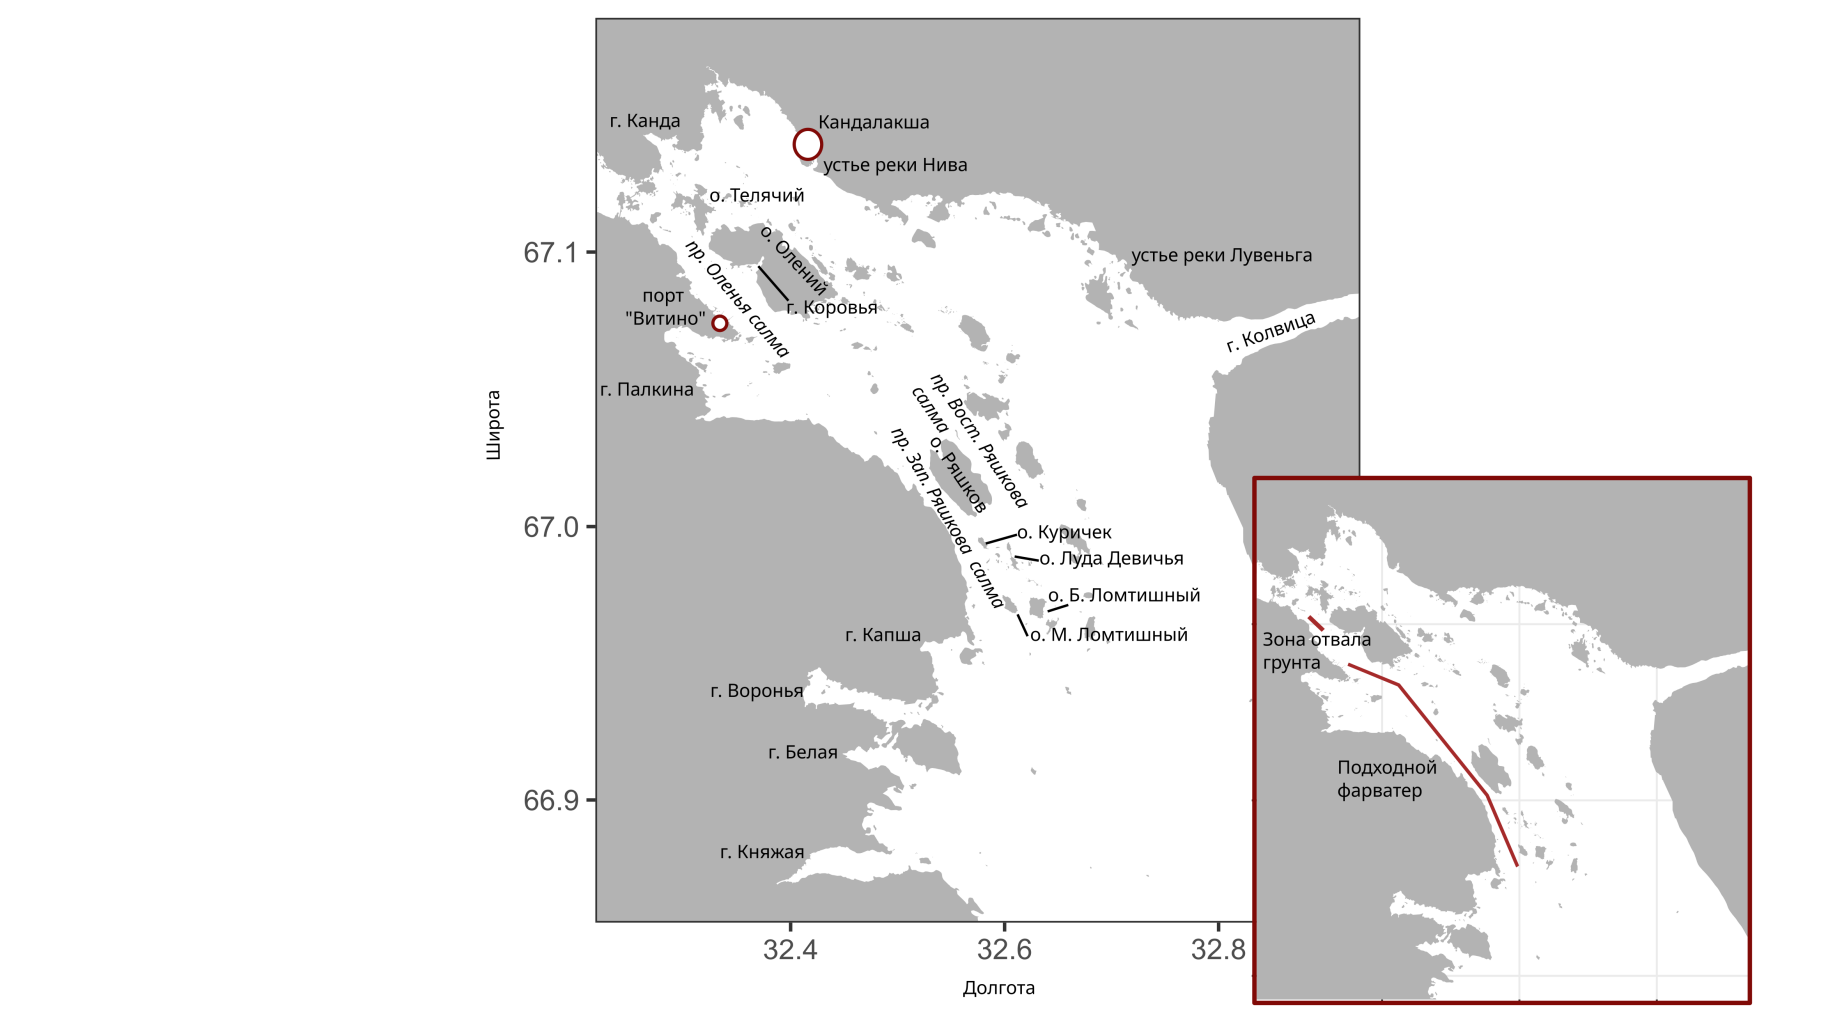 г. Канда
Кандалакша
устье реки Нива
о. Телячий
о. Олений
67.1
устье реки Лувеньга
пр. Оленья салма
порт
"Витино"
г. Коровья
г. Колвица
г. Палкина
Широта
пр. Вост. Ряшкова
салма
о. Ряшков
пр. Зап. Ряшкова салма
67.0
о. Куричек
о. Луда Девичья
о. Б. Ломтишный
о. М. Ломтишный
г. Капша
г. Воронья
г. Белая
66.9
г. Княжая
32.4
32.6
32.8
Долгота
Зона отвала
грунта
Подходной
фарватер